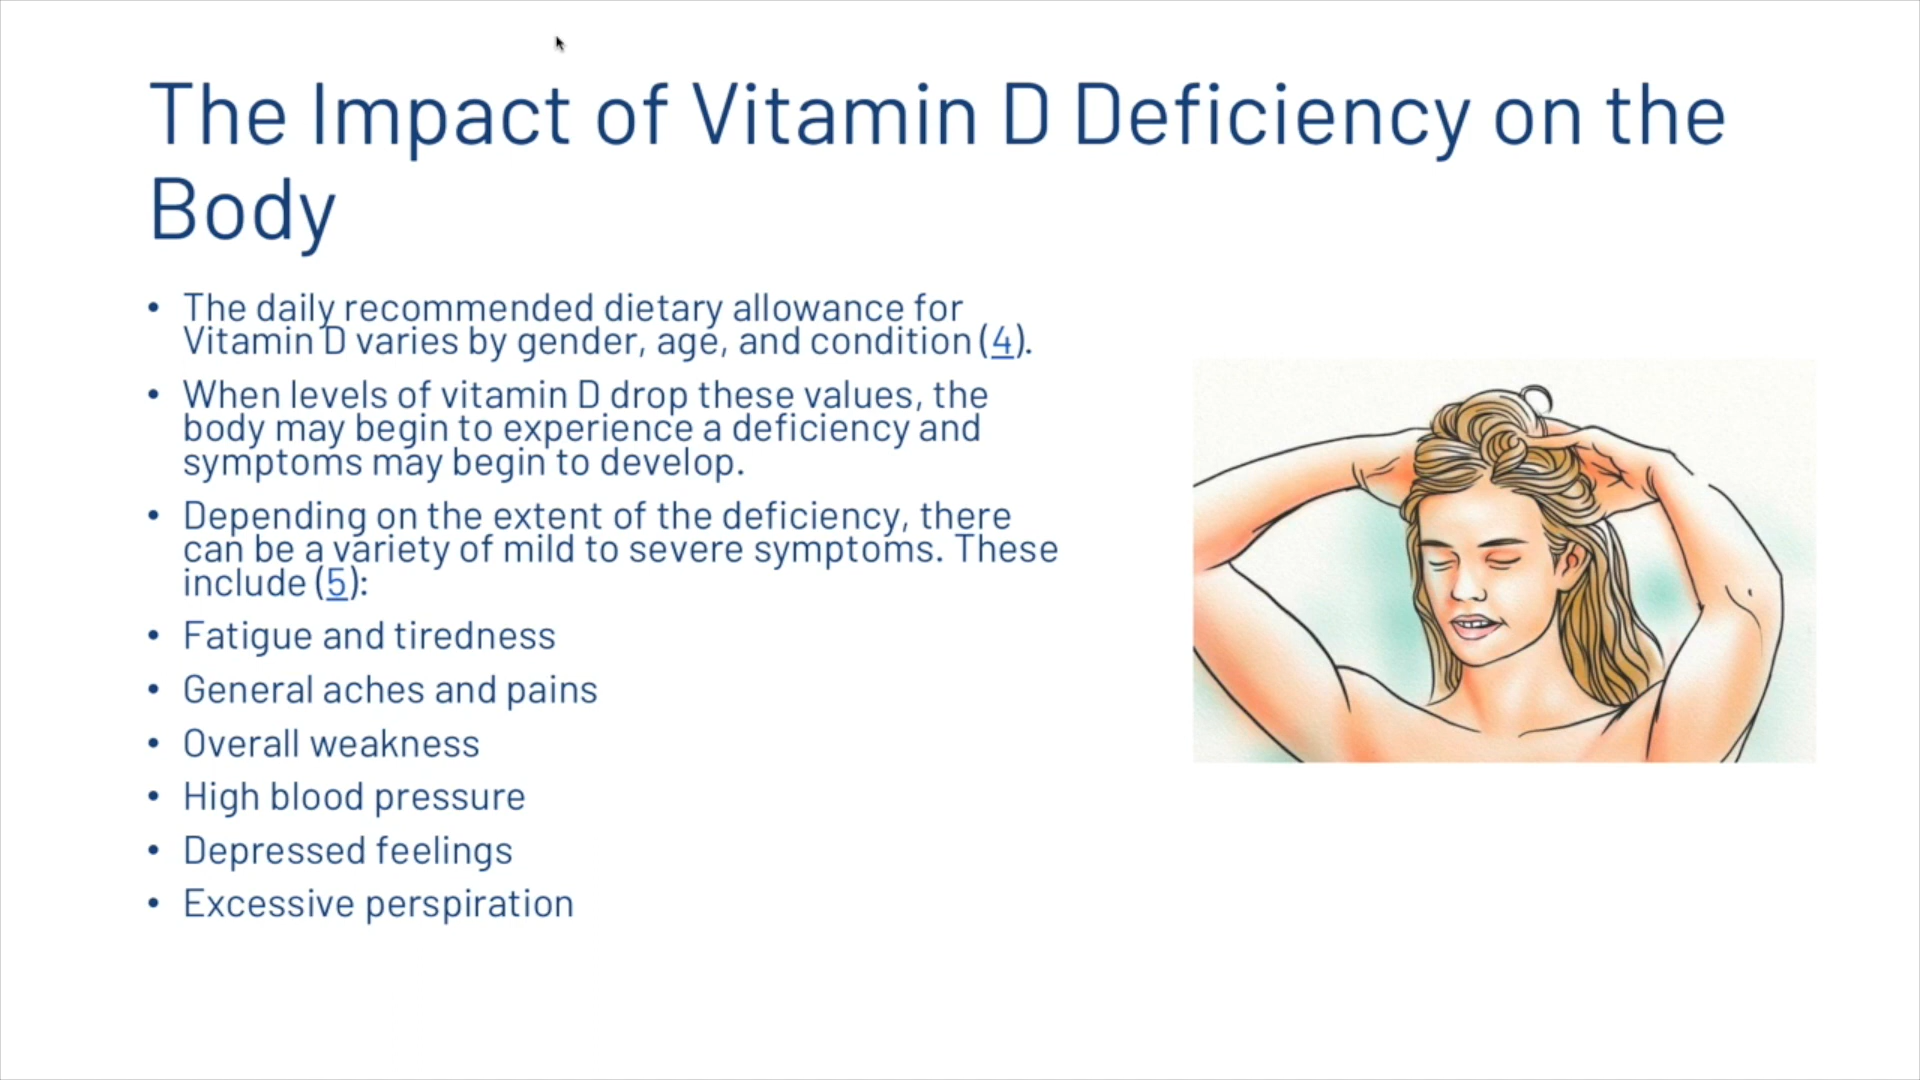 The Impact of Vitamin D Deficiency on the
Body
• The daily recommended dietary allowance for
Vitamin D varies by gender, age, and condition (4).
• When levels of vitamin D drop these values, the
body may begin to experience a deficiency and
symptoms may begin to develop.
• Depending on the extent of the deficiency, there
can be a variety of mild to severe symptoms. These
include (5):
• Fatigue and tiredness
• General aches and pains
• Overall weakness
• High blood pressure
• Depressed feelings
• Excessive perspiration